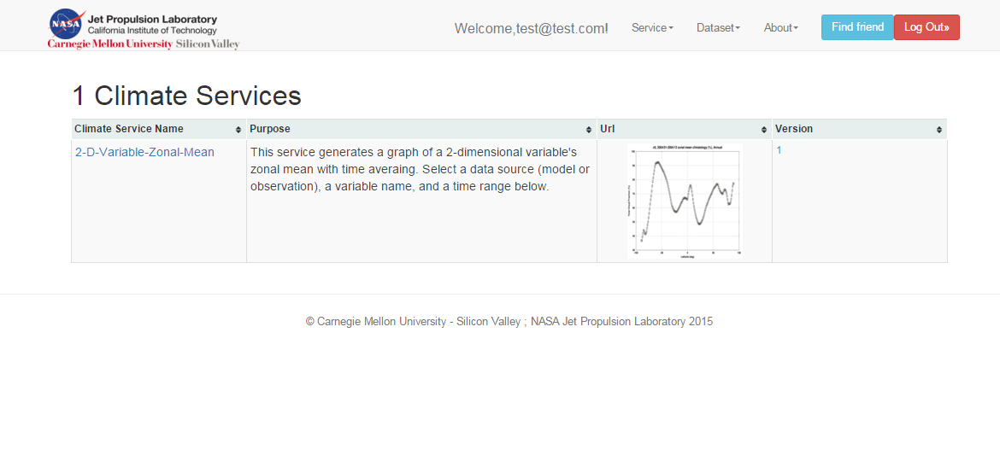 NASA
Jet Propulsion Laboratory
California Institute of Technology
Carnegie Mellon University Silicon Valley
Welcome,test@test.com! Service Dataset About Find friend Log Out»
1 Climate Services
Climate Service Name Purpose Url Version
2-D-Variable-Zonal-Mean
This service generates a graph of a 2-dimensional variable's
zonal mean with time averaing. Select a data source (model or
observation), a variable name, and a time range below.
1
© Carnegie Mellon University - Silicon Valley ; NASA Jet Propulsion Laboratory 2015